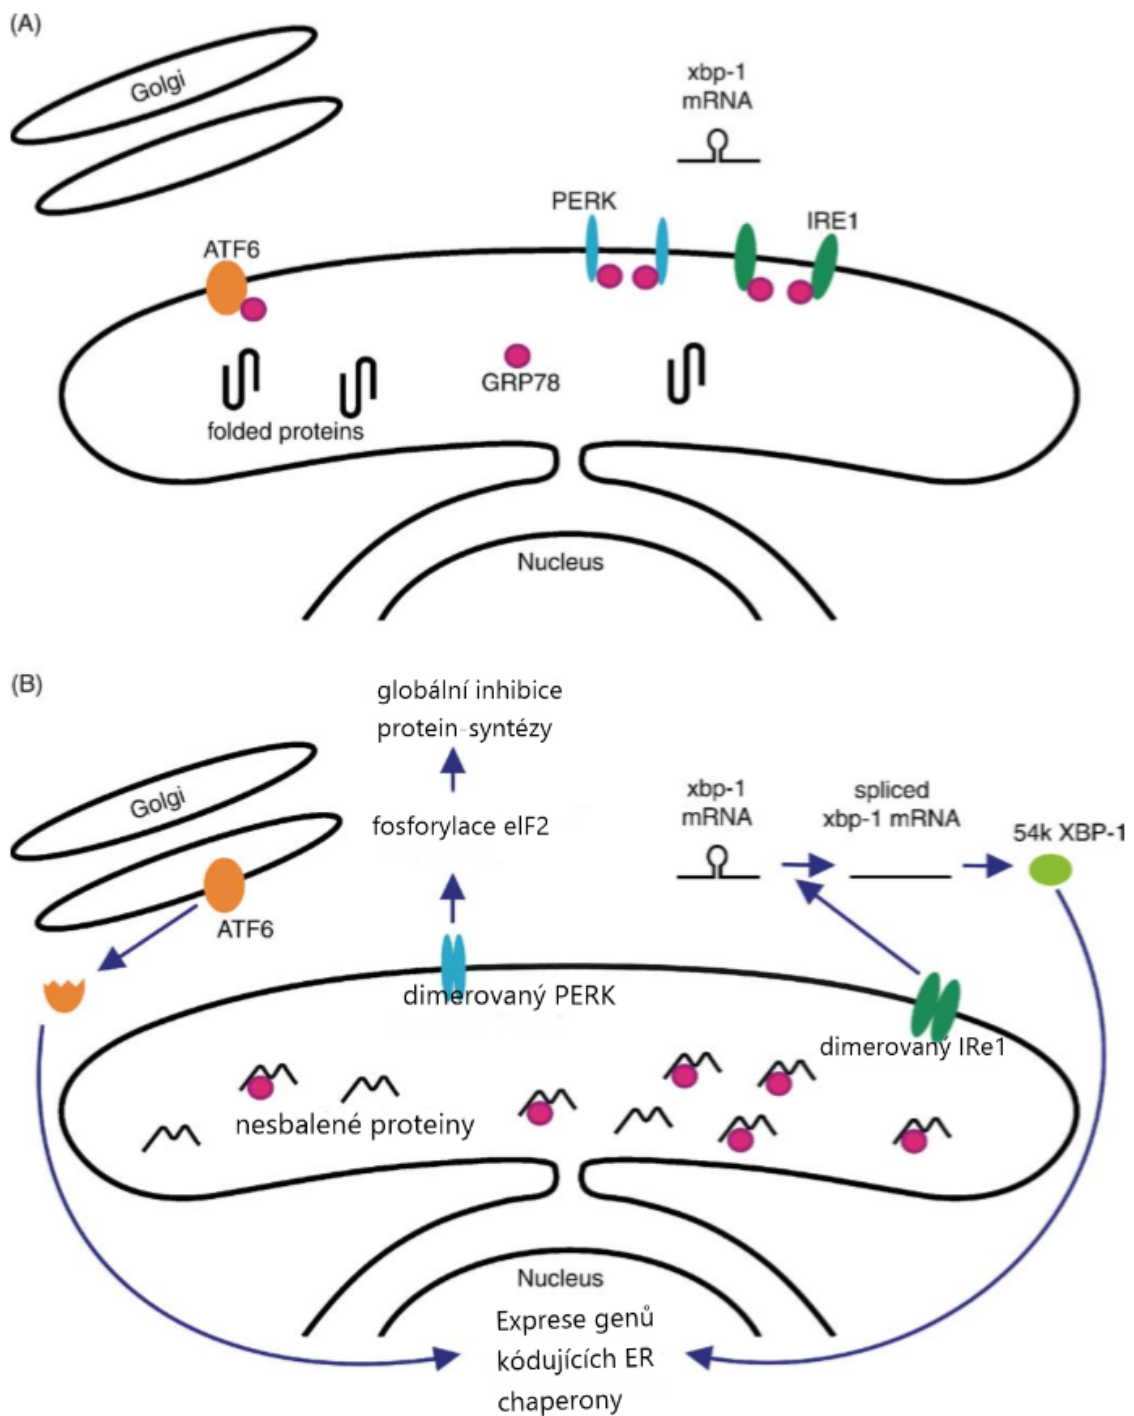 (A)
Golgi
xbp-1
mRNA
PERK
IRE1
ATF6
GRP78
folded proteins
Nucleus
(B)
globální inhibice
protein-syntézy
Golgi
fosforylace eIF2
xbp-1
mRNA
spliced
xbp-1 mRNA
54k XBP-1
ATF6
dimerovaný PERK
dimerovaný IRe1
nesbalené proteiny
Nucleus
Exprese genů
kódujících ER
chaperony